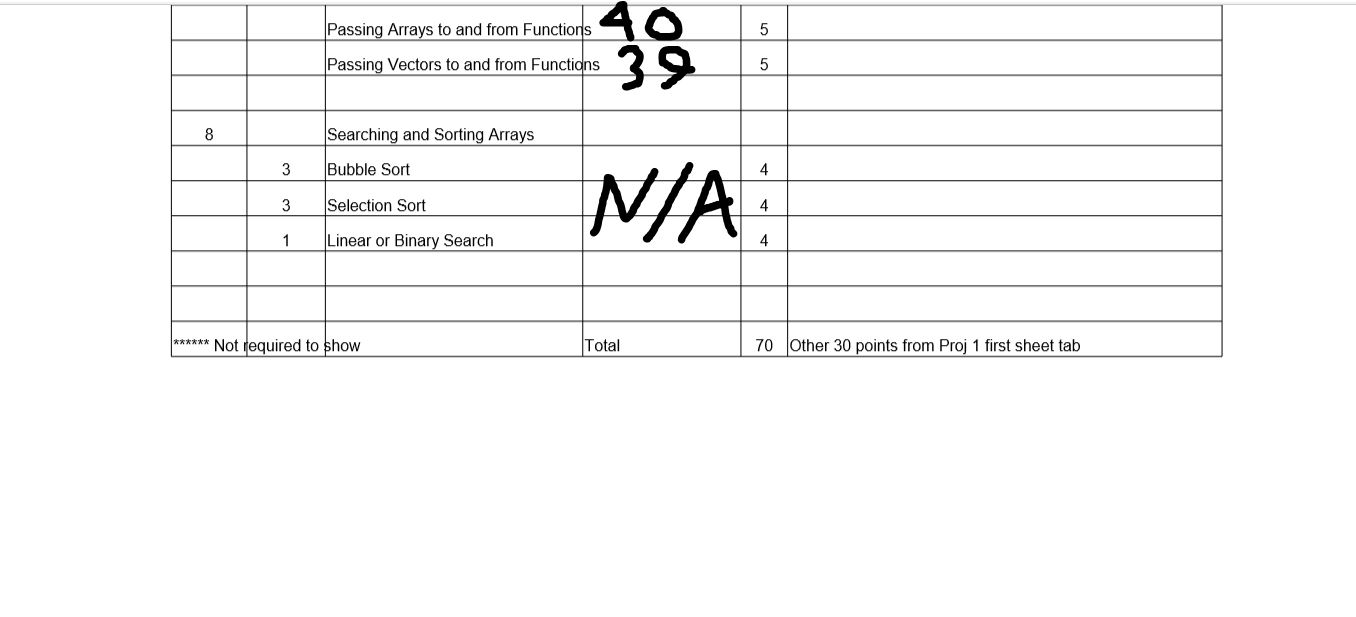 Passing Arrays to and from Functions 40 5
Passing Vectors to and from Functions 39 5
8 Searching and Sorting Arrays
3 Bubble Sort 4
3 Selection Sort N/A 4
1 Linear or Binary Search 4
****** Not required to show Total 70 Other 30 points from Proj 1 first sheet tab